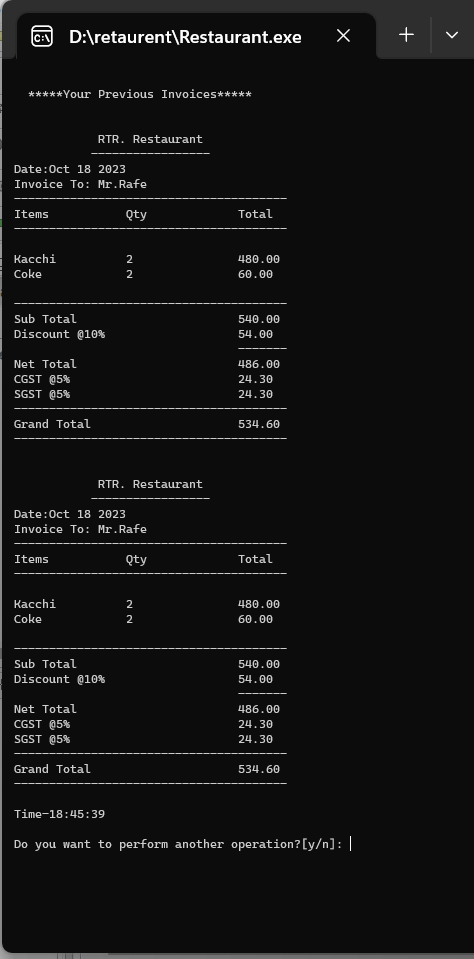 D:\retaurent\Restaurant.exe
*****Your Previous Invoices*****
RTR. Restaurant
-----------------
Date:Oct 18 2023
Invoice To: Mr.Rafe
---------------------------------------
Items Qty Total
---------------------------------------
Kacchi 2 480.00
Coke 2 60.00
---------------------------------------
Sub Total 540.00
Discount @10% 54.00
-------
Net Total 486.00
CGST @5% 24.30
SGST @5% 24.30
---------------------------------------
Grand Total 534.60
---------------------------------------
RTR. Restaurant
-----------------
Date:Oct 18 2023
Invoice To: Mr.Rafe
---------------------------------------
Items Qty Total
---------------------------------------
Kacchi 2 480.00
Coke 2 60.00
---------------------------------------
Sub Total 540.00
Discount @10% 54.00
-------
Net Total 486.00
CGST @5% 24.30
SGST @5% 24.30
---------------------------------------
Grand Total 534.60
---------------------------------------
Time-18:45:39
Do you want to perform another operation?[y/n]: